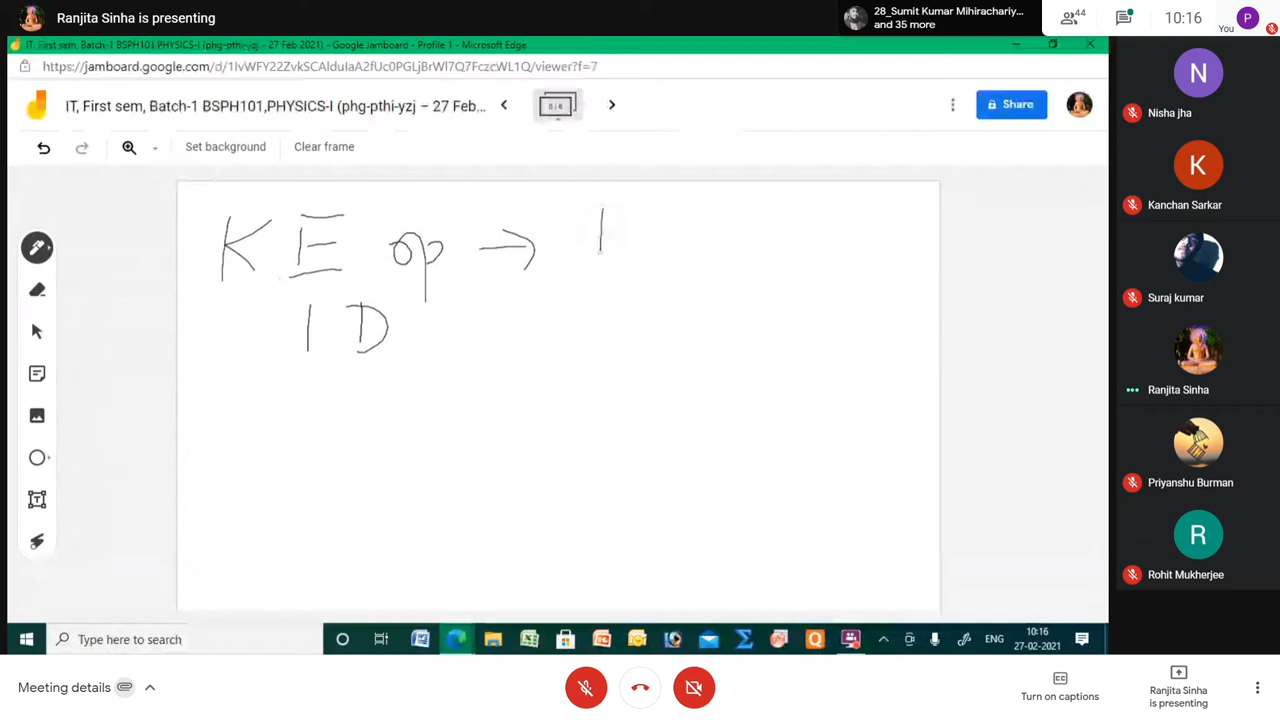 Ranjita Sinha is presenting
28_Sumit Kumar Mihirachariy...
and 35 more
44
10:16
You
P
IT, First sem, Batch-1 BSPH101,PHYSICS-I (phg-pthi-yzj - 27 Feb 2021) - Google Jamboard - Profile 1 - Microsoft Edge
https://jamboard.google.com/d/1IvWFY22ZvkSCAlduIaA2fUc0PGLjBrWl7Q7FczcWL1Q/viewer?f=7
IT, First sem, Batch-1 BSPH101,PHYSICS-I (phg-pthi-yzj – 27 Feb...
8/8
Share
Set background
Clear frame
K E op → 1
1 D
N
Nisha jha
K
Kanchan Sarkar
Suraj kumar
Ranjita Sinha
Priyanshu Burman
R
Rohit Mukherjee
Type here to search
ENG
10:16
27-02-2021
Meeting details
Turn on captions
Ranjita Sinha
is presenting